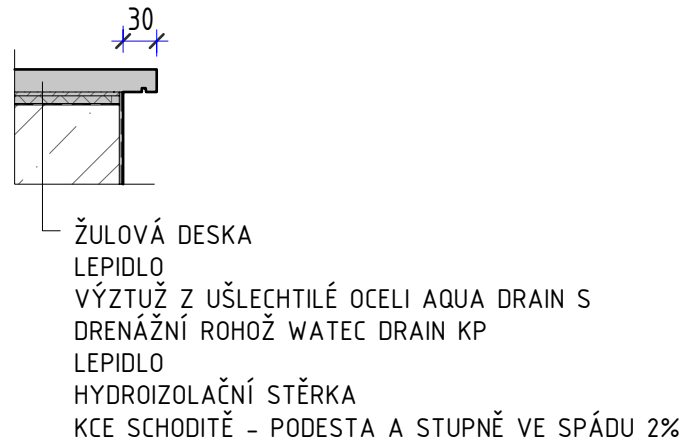 30
ŽULOVÁ DESKA
LEPIDLO
VÝZTUŽ Z UŠLECHTILÉ OCELI AQUA DRAIN S
DRENÁŽNÍ ROHOŽ WATEC DRAIN KP
LEPIDLO
HYDROIZOLAČNÍ STĚRKA
KCE SCHODITĚ - PODESTA A STUPNĚ VE SPÁDU 2%